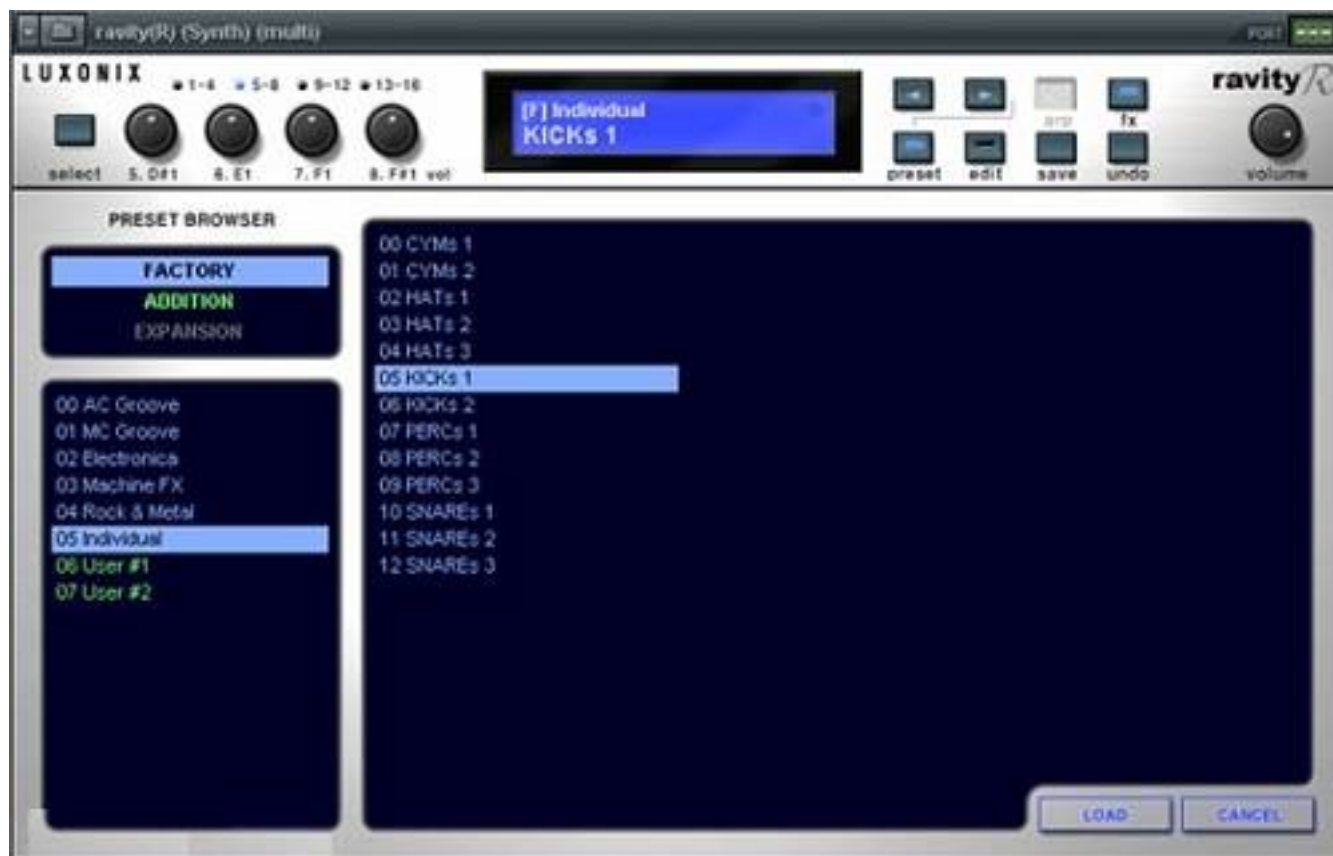 ravity(R) (Synth) (multi)
PORT ---
LUXONIX
1-4 5-8 9-12 13-16
select 5. D#1 6. E1 7. F1 8. F#1 vol
[F] Individual
KICKs 1
arp fx
preset edit save undo
ravity R
volume
PRESET BROWSER
FACTORY
ADDITION
EXPANSION
00 AC Groove
01 MC Groove
02 Electronica
03 Machine FX
04 Rock & Metal
05 Individual
06 User #1
07 User #2
00 CYMs 1
01 CYMs 2
02 HATs 1
03 HATs 2
04 HATs 3
05 KICKs 1
06 KICKs 2
07 PERCs 1
08 PERCs 2
09 PERCs 3
10 SNAREs 1
11 SNAREs 2
12 SNAREs 3
LOAD CANCEL